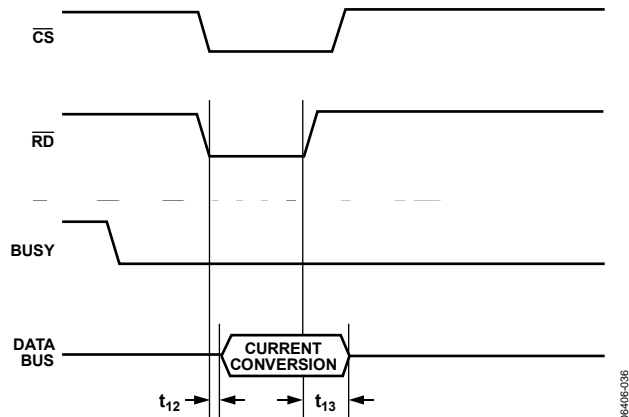 CS
RD
BUSY
DATA
BUS
CURRENT
CONVERSION
t12
t13
06406-036